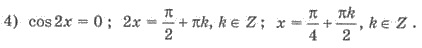 4) cos 2x = 0 ; 2x = π/2 + πk, k ∈ Z ; x = π/4 + πk/2, k ∈ Z .